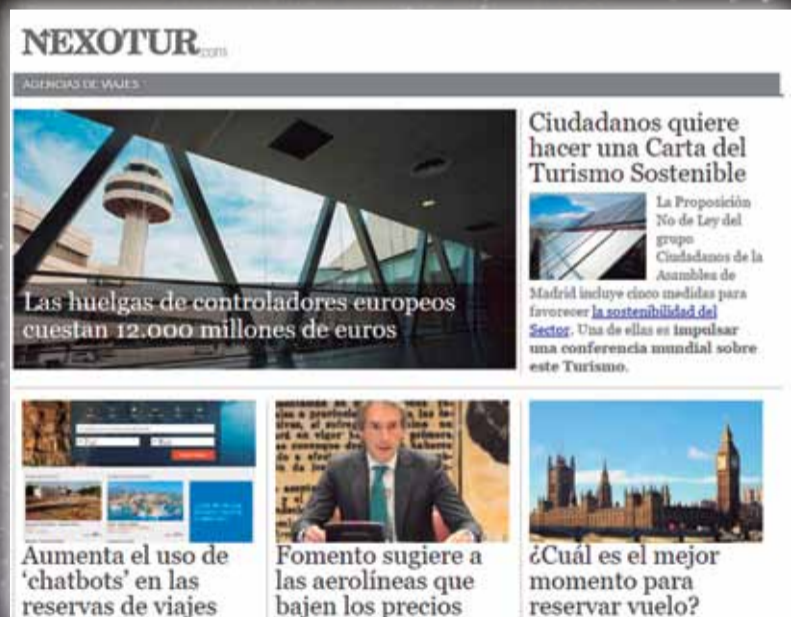 NEXOTUR.com
AGENCIAS DE VIAJES
Las huelgas de controladores europeos
cuestan 12.000 millones de euros
Ciudadanos quiere
hacer una Carta del
Turismo Sostenible
La Proposición
No de Ley del
grupo
Ciudadanos de la
Asamblea de
Madrid incluye cinco medidas para
favorecer la sostenibilidad del
Sector. Una de ellas es impulsar
una conferencia mundial sobre
este Turismo.
Aumenta el uso de
‘chatbots’ en las
reservas de viajes
Fomento sugiere a
las aerolíneas que
bajen los precios
¿Cuál es el mejor
momento para
reservar vuelo?